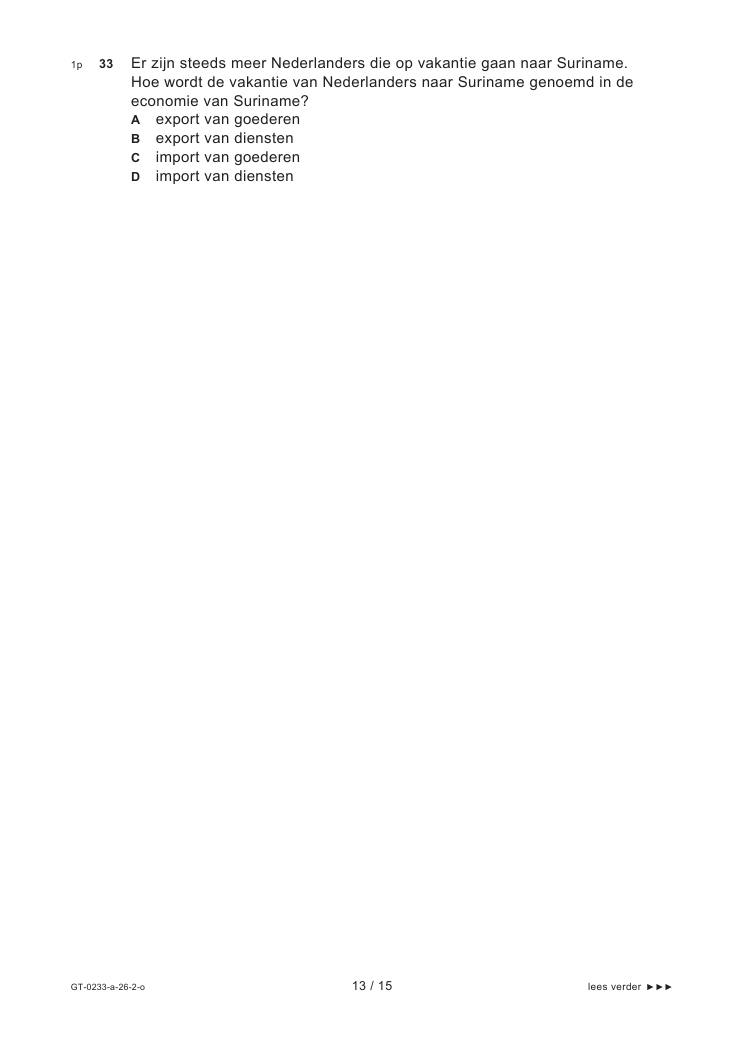 1p 33 Er zijn steeds meer Nederlanders die op vakantie gaan naar Suriname.
Hoe wordt de vakantie van Nederlanders naar Suriname genoemd in de
economie van Suriname?
A export van goederen
B export van diensten
C import van goederen
D import van diensten
GT-0233-a-26-2-o 13 / 15 lees verder ►►►